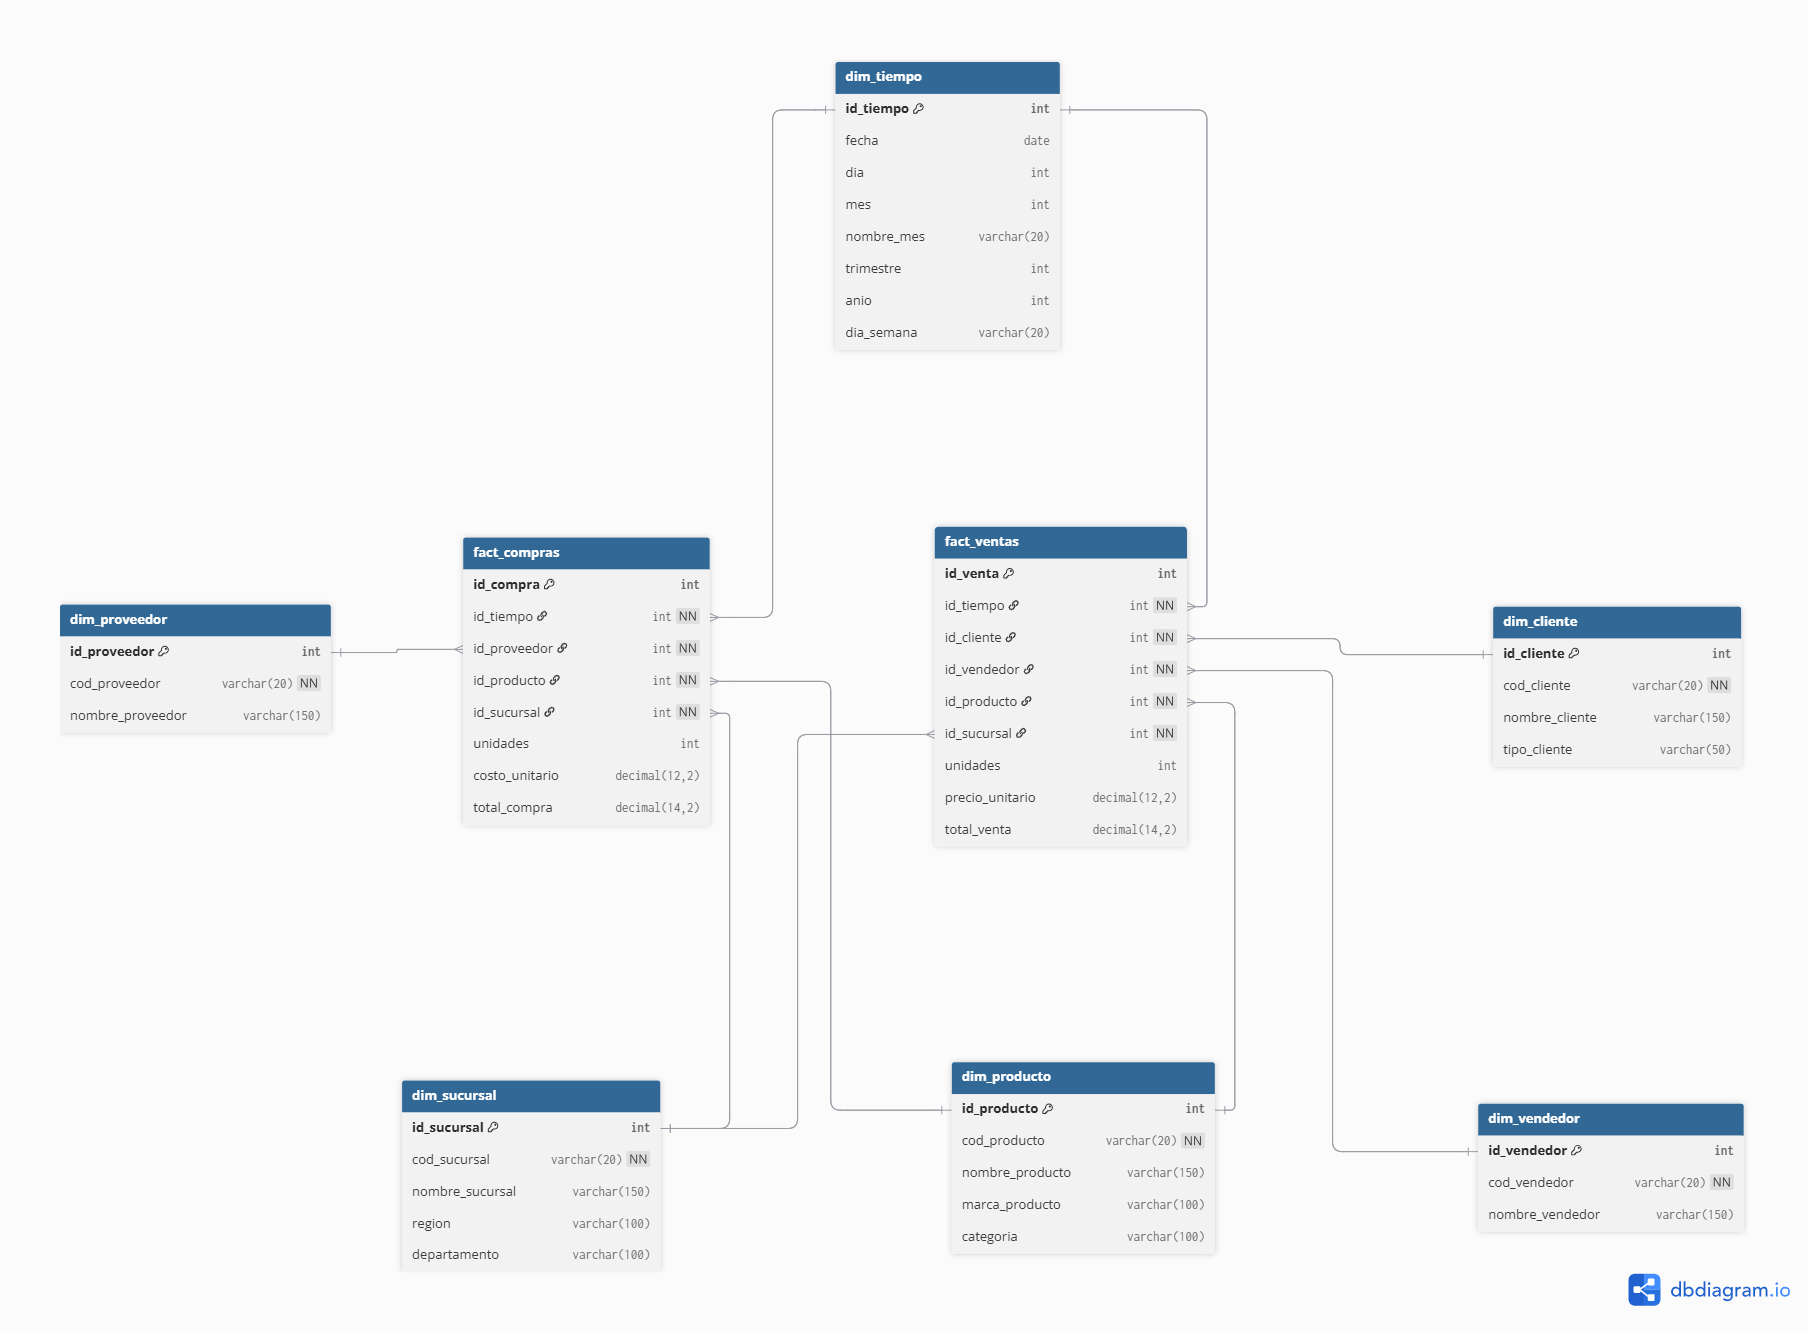 dim_tiempo
id_tiempo int
fecha date
dia int
mes int
nombre_mes varchar(20)
trimestre int
anio int
dia_semana varchar(20)
fact_compras
id_compra int
id_tiempo int NN
id_proveedor int NN
id_producto int NN
id_sucursal int NN
unidades int
costo_unitario decimal(12,2)
total_compra decimal(14,2)
fact_ventas
id_venta int
id_tiempo int NN
id_cliente int NN
id_vendedor int NN
id_producto int NN
id_sucursal int NN
unidades int
precio_unitario decimal(12,2)
total_venta decimal(14,2)
dim_proveedor
id_proveedor int
cod_proveedor varchar(20) NN
nombre_proveedor varchar(150)
dim_cliente
id_cliente int
cod_cliente varchar(20) NN
nombre_cliente varchar(150)
tipo_cliente varchar(50)
dim_sucursal
id_sucursal int
cod_sucursal varchar(20) NN
nombre_sucursal varchar(150)
region varchar(100)
departamento varchar(100)
dim_producto
id_producto int
cod_producto varchar(20) NN
nombre_producto varchar(150)
marca_producto varchar(100)
categoria varchar(100)
dim_vendedor
id_vendedor int
cod_vendedor varchar(20) NN
nombre_vendedor varchar(150)
dbdiagram.io